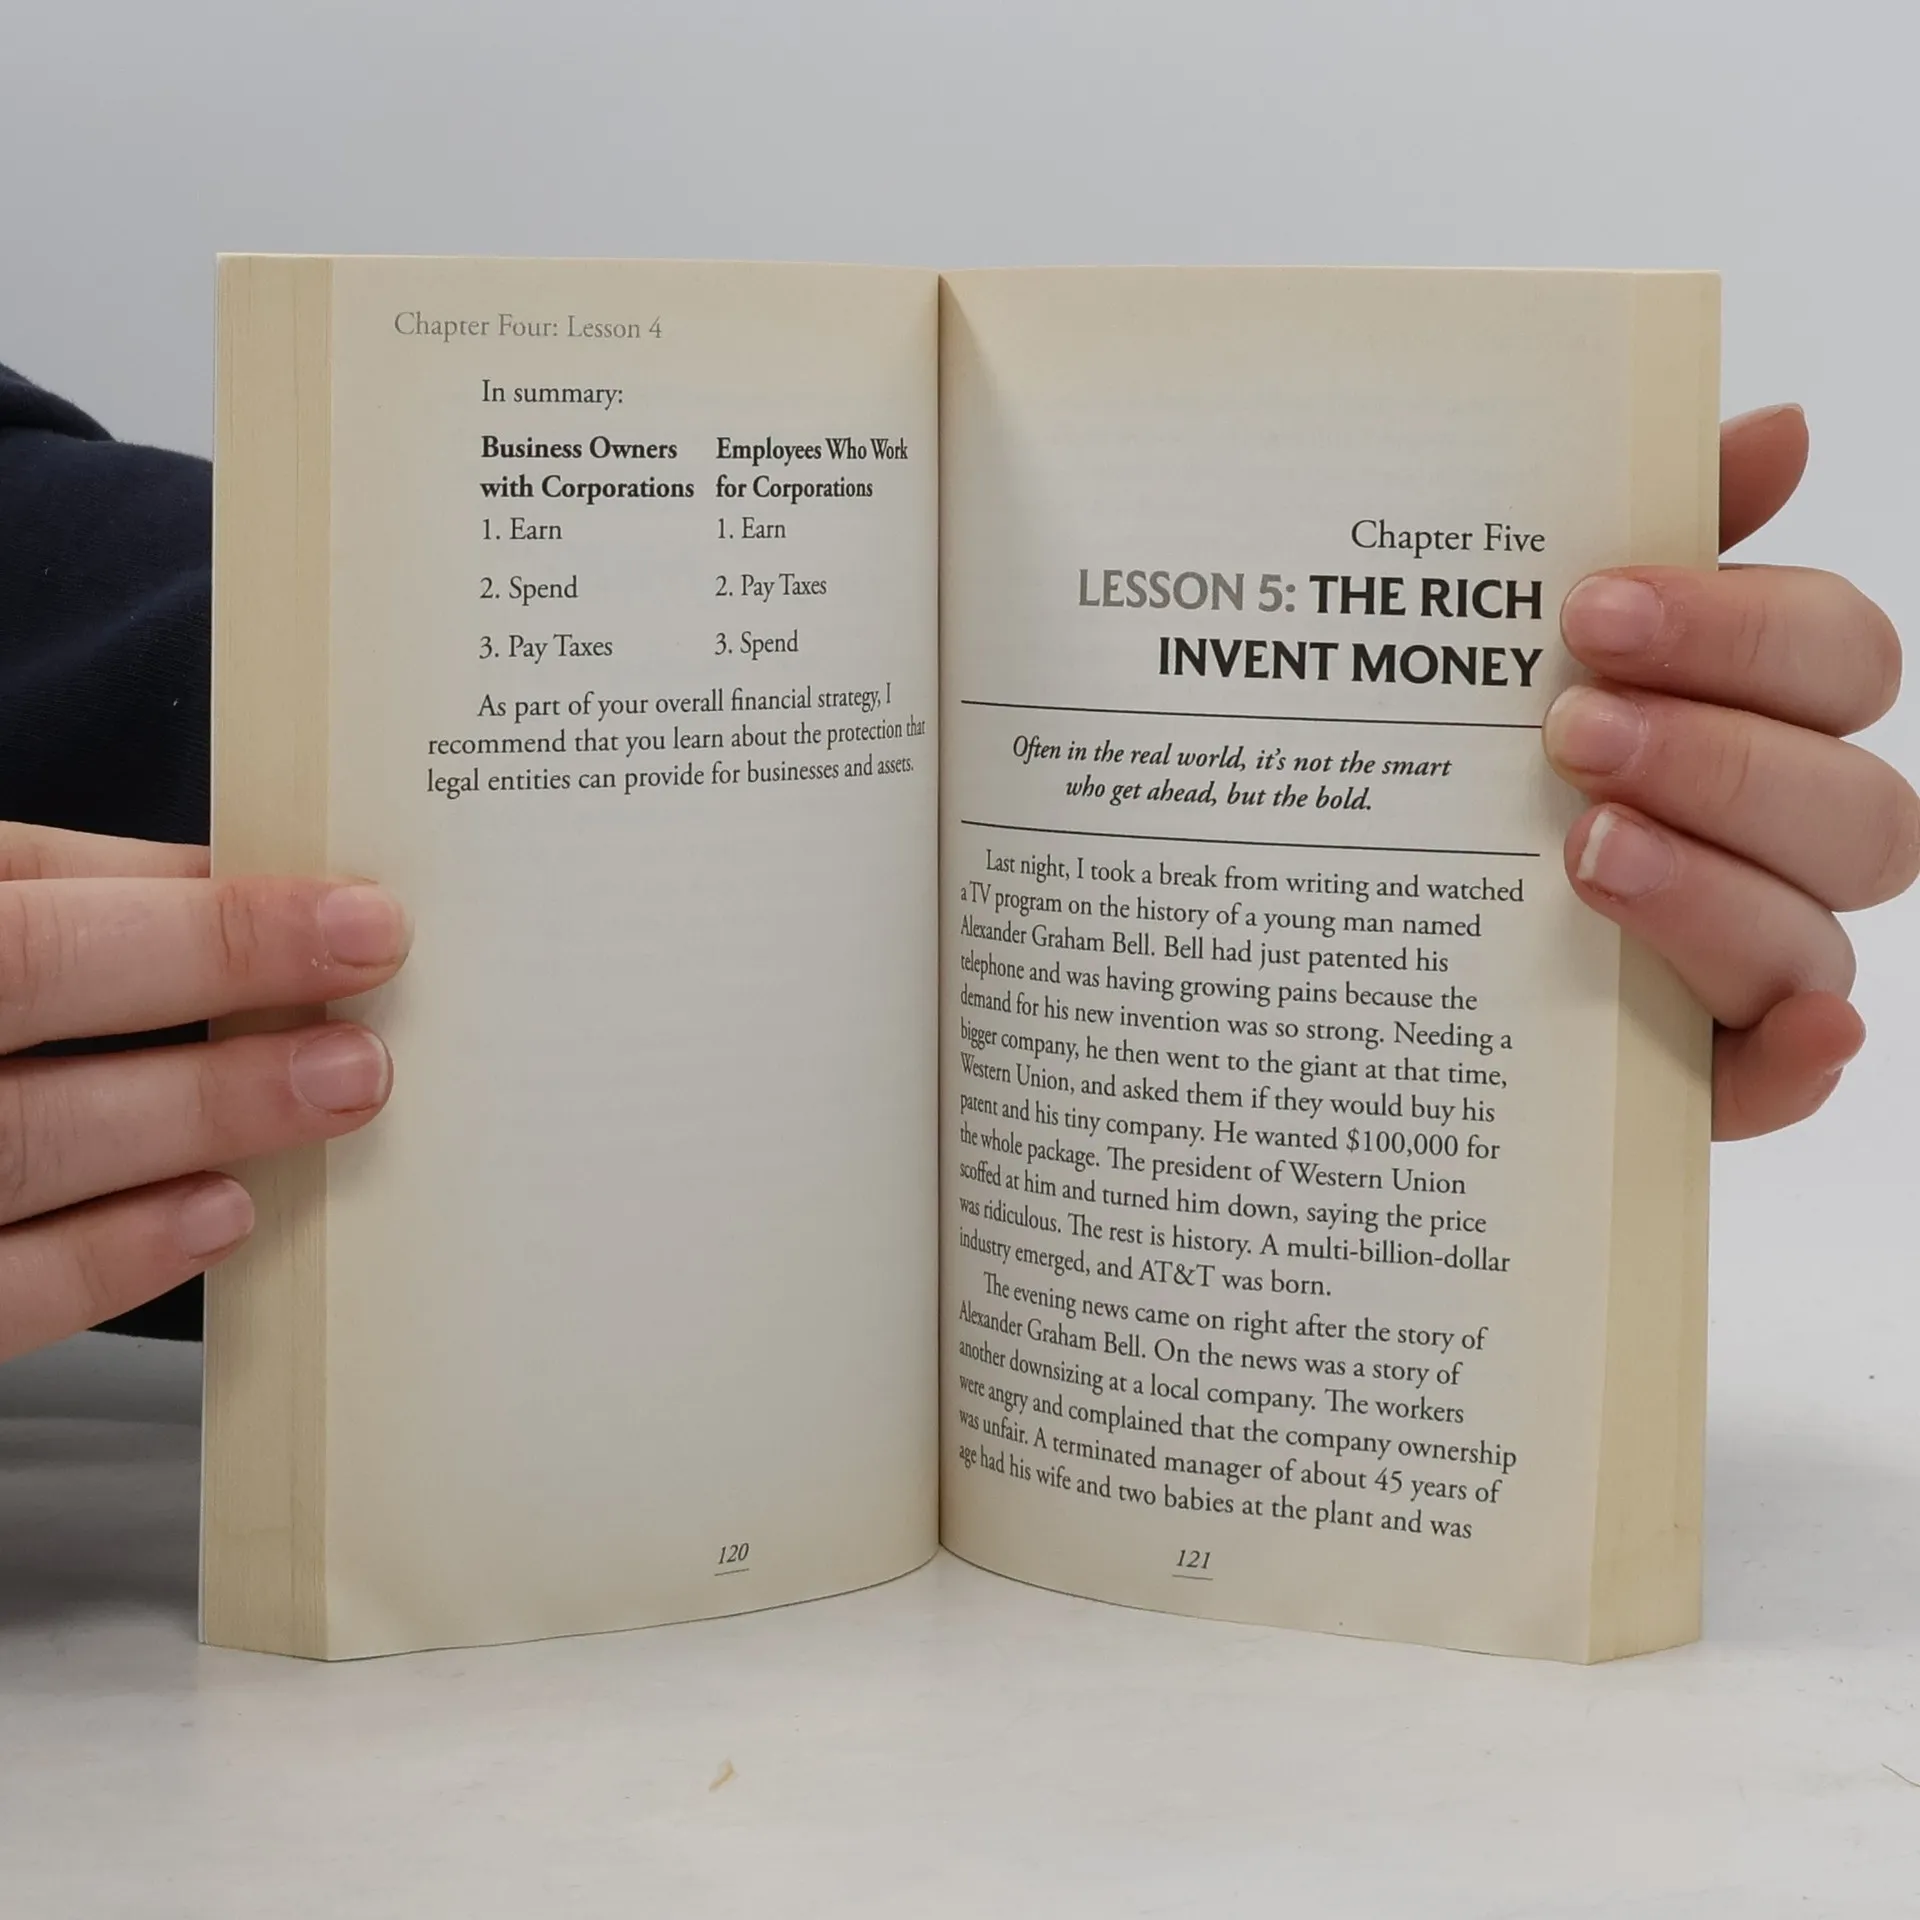 Chapter Four: Lesson 4
In summary:
Business Owners Employees Who Work
with Corporations for Corporations
1. Earn 1. Earn
2. Spend 2. Pay Taxes
3. Pay Taxes 3. Spend
As part of your overall financial strategy, I
recommend that you learn about the protection that
legal entities can provide for businesses and assets.
120
Chapter Five
LESSON 5: THE RICH
INVENT MONEY
Often in the real world, it's not the smart
who get ahead, but the bold.
Last night, I took a break from writing and watched
a TV program on the history of a young man named
Alexander Graham Bell. Bell had just patented his
telephone and was having growing pains because the
demand for his new invention was so strong. Needing a
bigger company, he then went to the giant at that time,
Western Union, and asked them if they would buy his
patent and his tiny company. He wanted $100,000 for
the whole package. The president of Western Union
scoffed at him and turned him down, saying the price
was ridiculous. The rest is history. A multi-billion-dollar
industry emerged, and AT&T was born.
The evening news came on right after the story of
Alexander Graham Bell. On the news was a story of
another downsizing at a local company. The workers
were angry and complained that the company ownership
was unfair. A terminated manager of about 45 years of
age had his wife and two babies at the plant and was
121